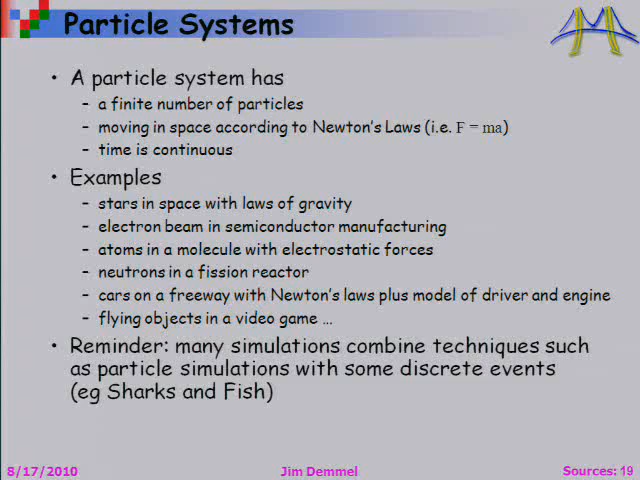 Particle Systems
• A particle system has
– a finite number of particles
– moving in space according to Newton's Laws (i.e. F = ma)
– time is continuous
• Examples
– stars in space with laws of gravity
– electron beam in semiconductor manufacturing
– atoms in a molecule with electrostatic forces
– neutrons in a fission reactor
– cars on a freeway with Newton's laws plus model of driver and engine
– flying objects in a video game …
• Reminder: many simulations combine techniques such
as particle simulations with some discrete events
(eg Sharks and Fish)
8/17/2010 Jim Demmel Sources: 19